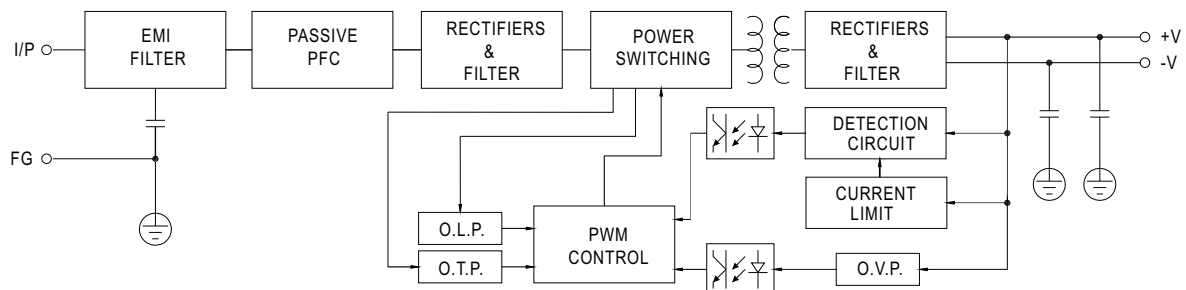 I/P
EMI
FILTER
PASSIVE
PFC
RECTIFIERS
&
FILTER
POWER
SWITCHING
RECTIFIERS
&
FILTER
+V
-V
FG
DETECTION
CIRCUIT
CURRENT
LIMIT
O.L.P.
O.T.P.
PWM
CONTROL
O.V.P.